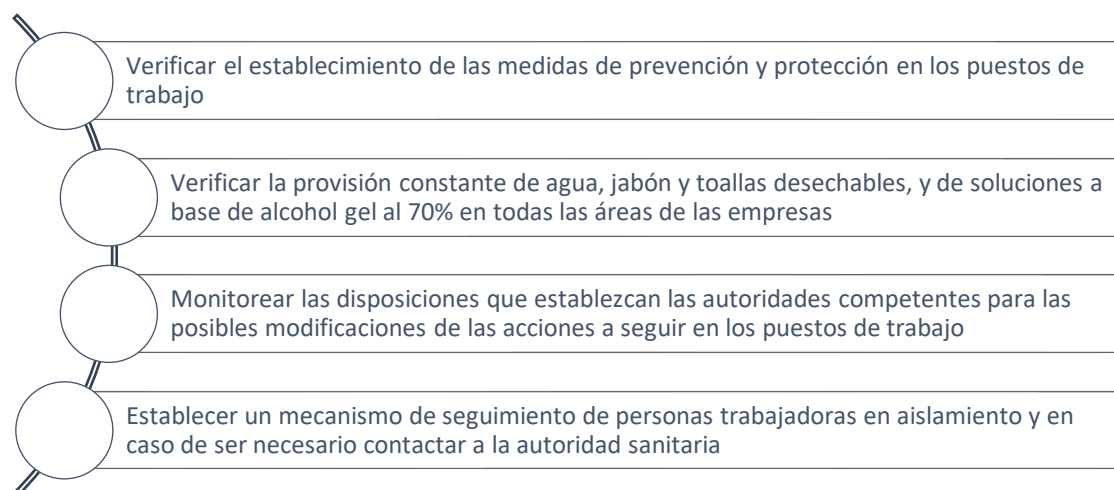 Verificar el establecimiento de las medidas de prevención y protección en los puestos de
trabajo
Verificar la provisión constante de agua, jabón y toallas desechables, y de soluciones a
base de alcohol gel al 70% en todas las áreas de las empresas
Monitorear las disposiciones que establezcan las autoridades competentes para las
posibles modificaciones de las acciones a seguir en los puestos de trabajo
Establecer un mecanismo de seguimiento de personas trabajadoras en aislamiento y en
caso de ser necesario contactar a la autoridad sanitaria